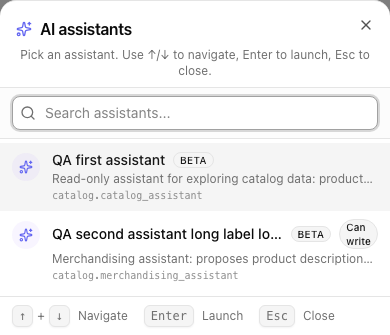 AI assistants
Pick an assistant. Use ↑/↓ to navigate, Enter to launch, Esc to
close.
Search assistants...
QA first assistant BETA
Read-only assistant for exploring catalog data: product...
catalog.catalog_assistant
QA second assistant long label lo... BETA Can
write
Merchandising assistant: proposes product description...
catalog.merchandising_assistant
↑ + ↓ Navigate Enter Launch Esc Close